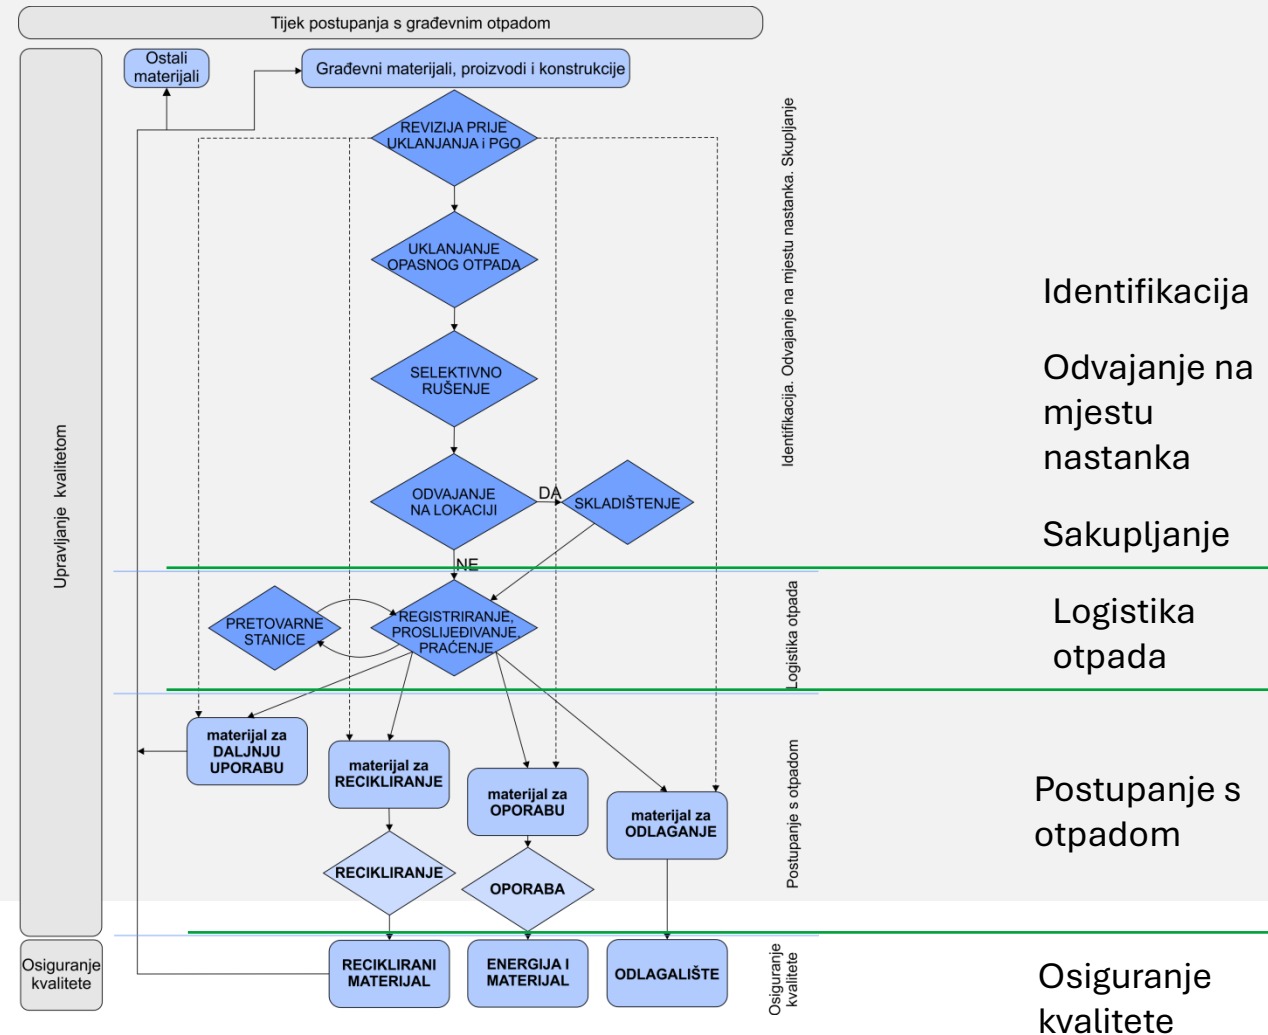 Tijek postupanja s građevnim otpadom
Ostali
materijali
Građevni materijali, proizvodi i konstrukcije
REVIZIJA PRIJE
UKLANJANJA i PGO
UKLANJANJE
OPASNOG OTPADA
SELEKTIVNO
RUŠENJE
ODVAJANJE
NA LOKACIJI
DA
SKLADIŠTENJE
NE
PRETOVARNE
STANICE
REGISTRIRANJE,
PROSLIJEĐIVANJE,
PRAĆENJE
materijal za
DALJNJU
UPORABU
materijal za
RECIKLIRANJE
materijal za
OPORABU
materijal za
ODLAGANJE
RECIKLIRANJE
OPORABA
RECIKLIRANI
MATERIJAL
ENERGIJA I
MATERIJAL
ODLAGALIŠTE
Upravljanje kvalitetom
Osiguranje
kvalitete
Identifikacija. Odvajanje na mjestu nastanka. Skupljanje
Logistika otpada
Postupanje s otpadom
Osiguranje
kvalitete
Identifikacija
Odvajanje na
mjestu
nastanka
Sakupljanje
Logistika
otpada
Postupanje s
otpadom
Osiguranje
kvalitete